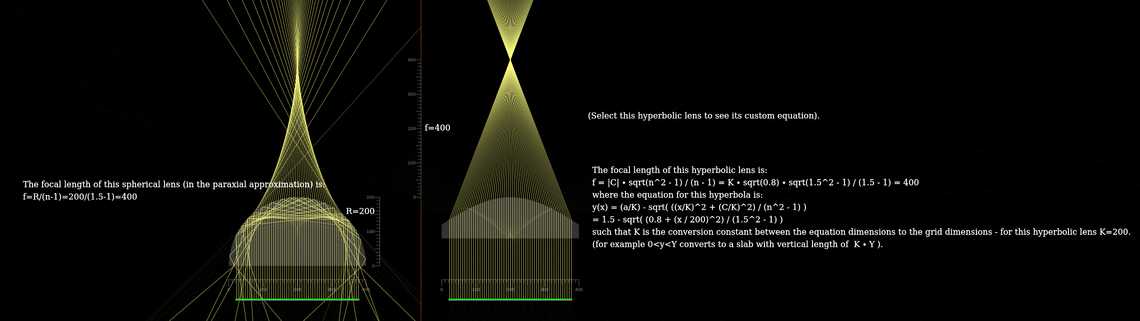 (Select this hyperbolic lens to see its custom equation).
f=400
The focal length of this hyperbolic lens is:
f = |C| • sqrt(n^2 - 1) / (n - 1) = K • sqrt(0.8) • sqrt(1.5^2 - 1) / (1.5 - 1) = 400
where the equation for this hyperbola is:
y(x) = (a/K) - sqrt( ((x/K)^2 + (C/K)^2) / (n^2 - 1) )
= 1.5 - sqrt( (0.8 + (x / 200)^2) / (1.5^2 - 1) )
such that K is the conversion constant between the equation dimensions to the grid dimensions - for this hyperbolic lens K=200.
(for example 0<y<Y converts to a slab with vertical length of K • Y ).
The focal length of this spherical lens (in the paraxial approximation) is:
f=R/(n-1)=200/(1.5-1)=400
R=200